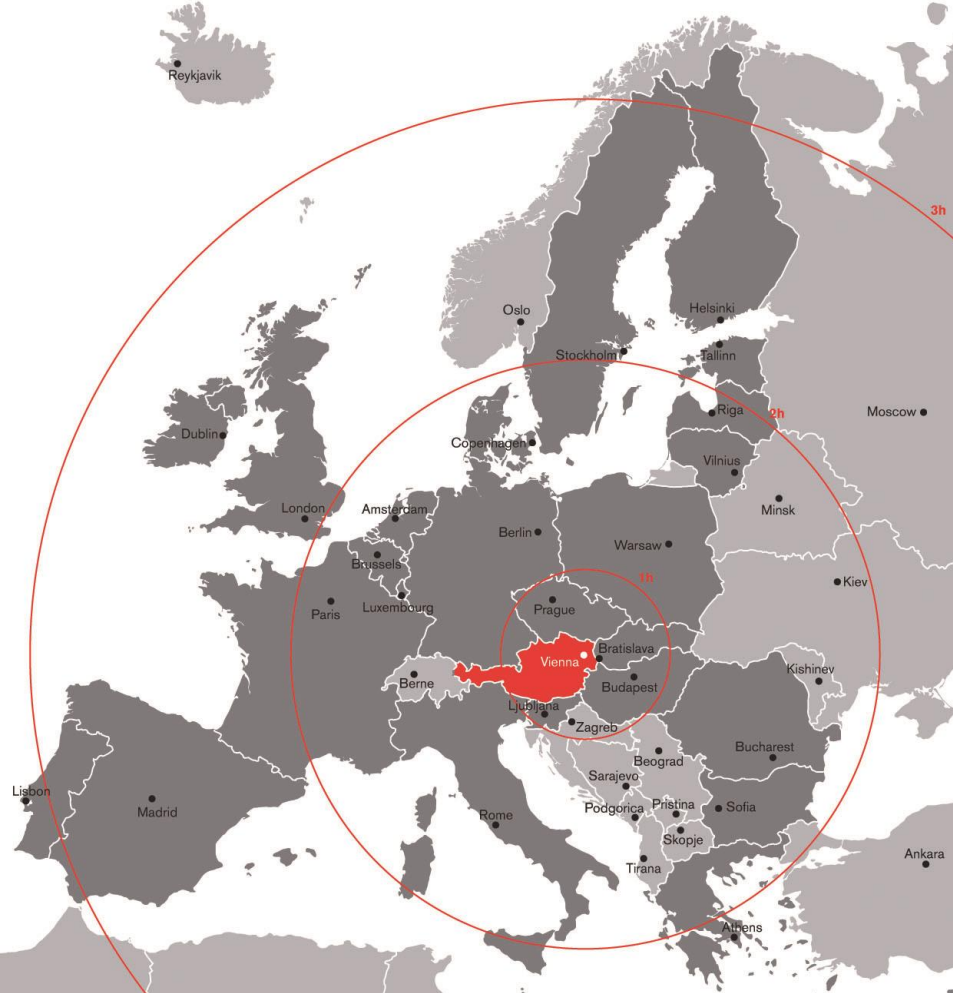 Reykjavik
3h
Oslo
Helsinki
Stockholm
Tallinn
Riga
2h
Moscow
Dublin
Copenhagen
Vilnius
London
Amsterdam
Minsk
Berlin
Warsaw
Brussels
1h
Kiev
Paris
Luxembourg
Prague
Bratislava
Vienna
Kishinev
Berne
Budapest
Ljubljana
Zagreb
Bucharest
Beograd
Sarajevo
Lisbon
Madrid
Podgorica
Pristina
Sofia
Rome
Skopje
Ankara
Tirana
Athens